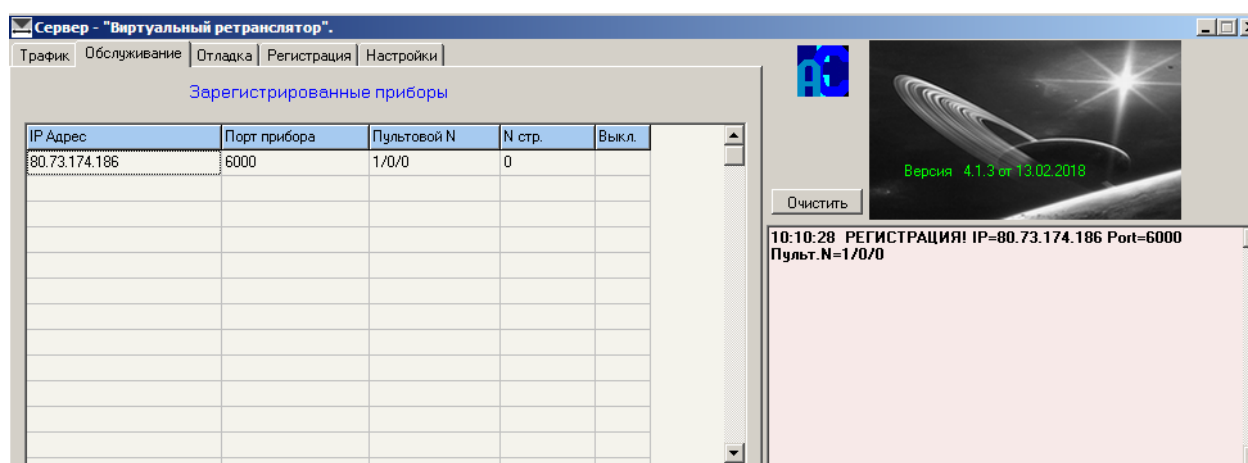 Сервер - "Виртуальный ретранслятор".
Трафик Обслуживание Отладка Регистрация Настройки
Зарегистрированные приборы
IP Адрес Порт прибора Пультовой N N стр. Выкл.
80.73.174.186 6000 1/0/0 0
АС
Версия 4.1.3 от 13.02.2018
Очистить
10:10:28 РЕГИСТРАЦИЯ! IP=80.73.174.186 Port=6000
Пульт.N=1/0/0